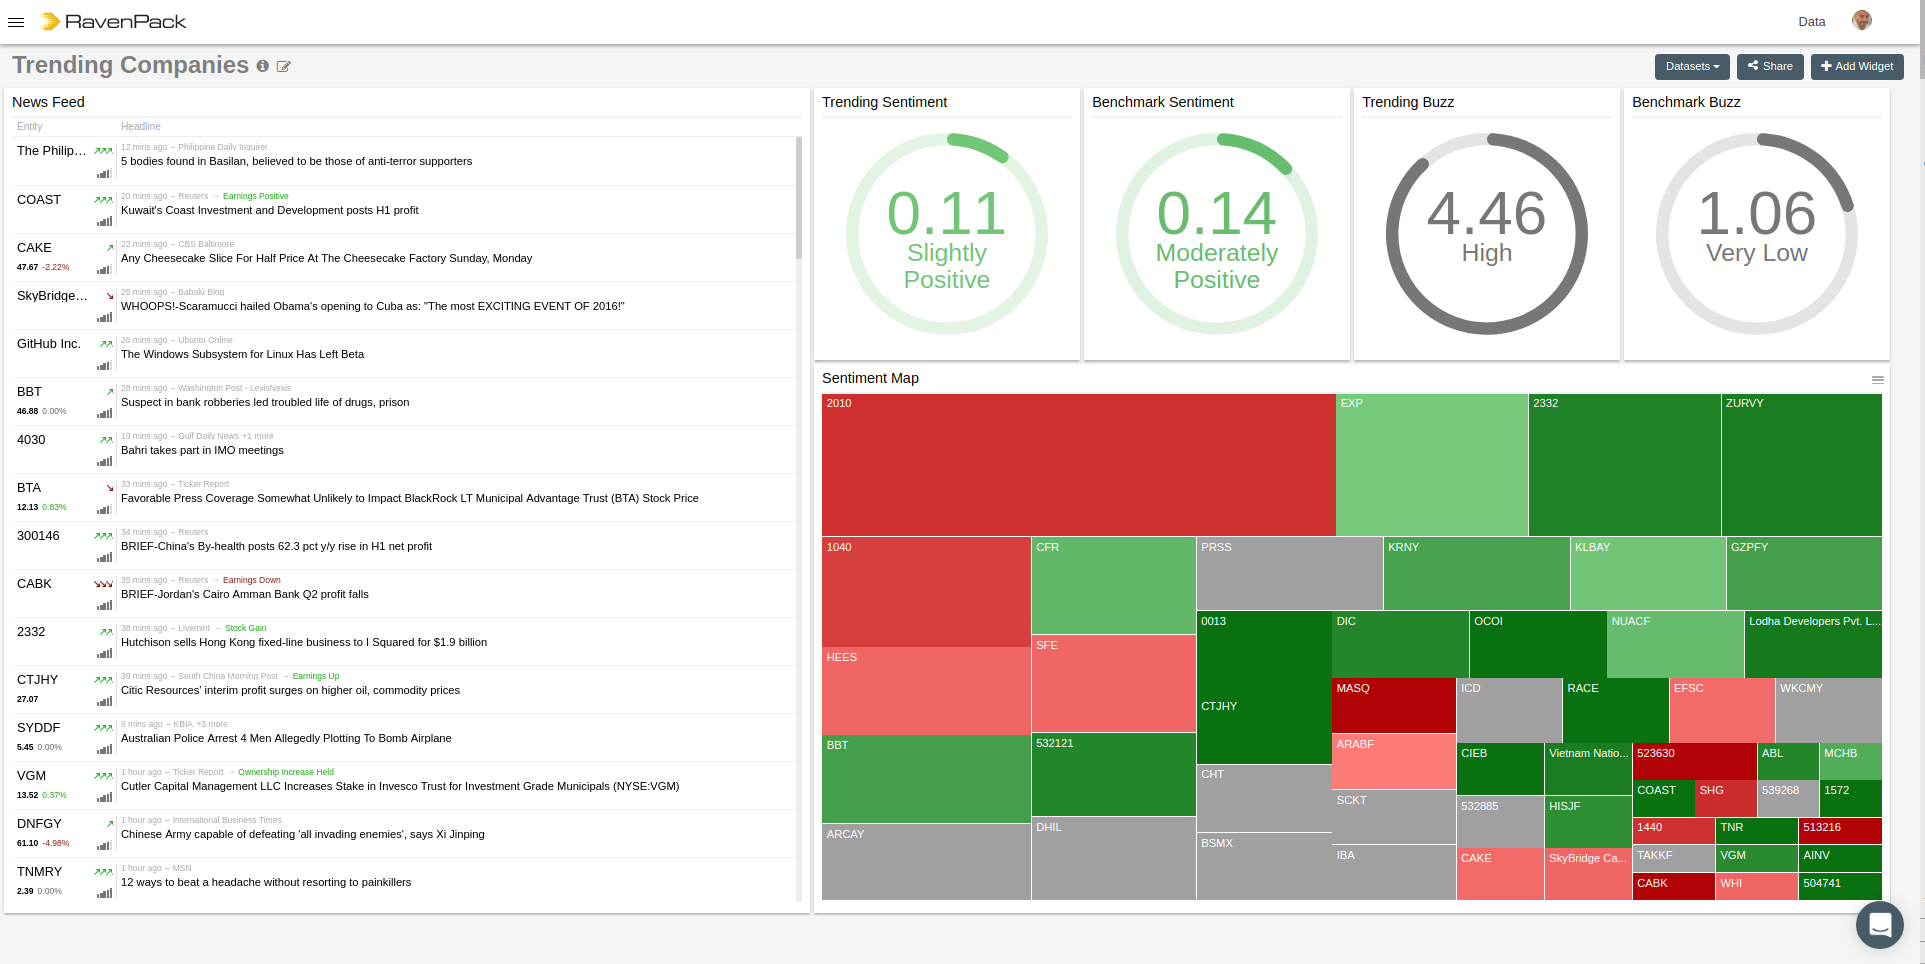 RavenPack
Data
Trending Companies
Datasets
Share
Add Widget
News Feed
Entity
Headline
The Philip...
12 mins ago – Philippine Daily Inquirer
5 bodies found in Basilan, believed to be those of anti-terror supporters
COAST
20 mins ago – Reuters → Earnings Positive
Kuwait's Coast Investment and Development posts H1 profit
CAKE
22 mins ago – CBS Baltimore
47.67 -2.22%
Any Cheesecake Slice For Half Price At The Cheesecake Factory Sunday, Monday
SkyBridge...
25 mins ago – Babalú Blog
WHOOPS!-Scaramucci hailed Obama's opening to Cuba as: "The most EXCITING EVENT OF 2016!"
GitHub Inc.
26 mins ago – Ubuntu Online
The Windows Subsystem for Linux Has Left Beta
BBT
28 mins ago – Washington Post - LexisNexis
46.88 0.00%
Suspect in bank robberies led troubled life of drugs, prison
4030
19 mins ago – Gulf Daily News +1 more
Bahri takes part in IMO meetings
BTA
33 mins ago – Ticker Report
12.13 0.83%
Favorable Press Coverage Somewhat Unlikely to Impact BlackRock LT Municipal Advantage Trust (BTA) Stock Price
300146
34 mins ago – Reuters
BRIEF-China's By-health posts 62.3 pct y/y rise in H1 net profit
CABK
35 mins ago – Reuters → Earnings Down
BRIEF-Jordan's Cairo Amman Bank Q2 profit falls
2332
38 mins ago – Livemint → Stock Gain
Hutchison sells Hong Kong fixed-line business to I Squared for $1.9 billion
CTJHY
39 mins ago – South China Morning Post → Earnings Up
27.07
Citic Resources' interim profit surges on higher oil, commodity prices
SYDDF
6 mins ago – KBIA +3 more
5.45 0.00%
Australian Police Arrest 4 Men Allegedly Plotting To Bomb Airplane
VGM
1 hour ago – Ticker Report → Ownership Increase Held
13.52 0.37%
Cutler Capital Management LLC Increases Stake in Invesco Trust for Investment Grade Municipals (NYSE:VGM)
DNFGY
1 hour ago – International Business Times
61.10 -4.98%
Chinese Army capable of defeating 'all invading enemies', says Xi Jinping
TNMRY
1 hour ago – MSN
2.39 0.00%
12 ways to beat a headache without resorting to painkillers
Trending Sentiment
0.11
Slightly
Positive
Benchmark Sentiment
0.14
Moderately
Positive
Trending Buzz
4.46
High
Benchmark Buzz
1.06
Very Low
Sentiment Map
2010
EXP
2332
ZURVY
1040
CFR
PRSS
KRNY
KLBAY
GZPFY
0013
DIC
OCOI
NUACF
Lodha Developers Pvt. L...
HEES
SFE
MASQ
ICD
RACE
EFSC
WKCMY
CTJHY
BBT
532121
ARABF
CIEB
Vietnam Natio...
523630
ABL
MCHB
CHT
COAST
SHG
539268
1572
SCKT
532885
HISJF
ARCAY
DHIL
1440
TNR
513216
BSMX
IBA
CAKE
SkyBridge Ca...
TAKKF
VGM
AINV
CABK
WHI
504741